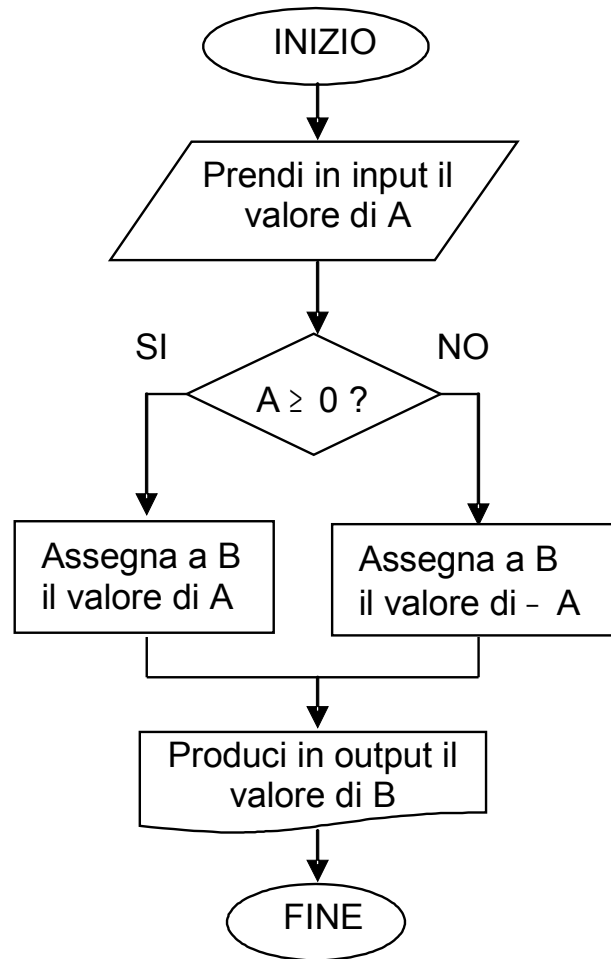 INIZIO
Prendi in input il
valore di A
SI
NO
A ≥ 0 ?
Assegna a B
il valore di A
Assegna a B
il valore di - A
Produci in output il
valore di B
FINE